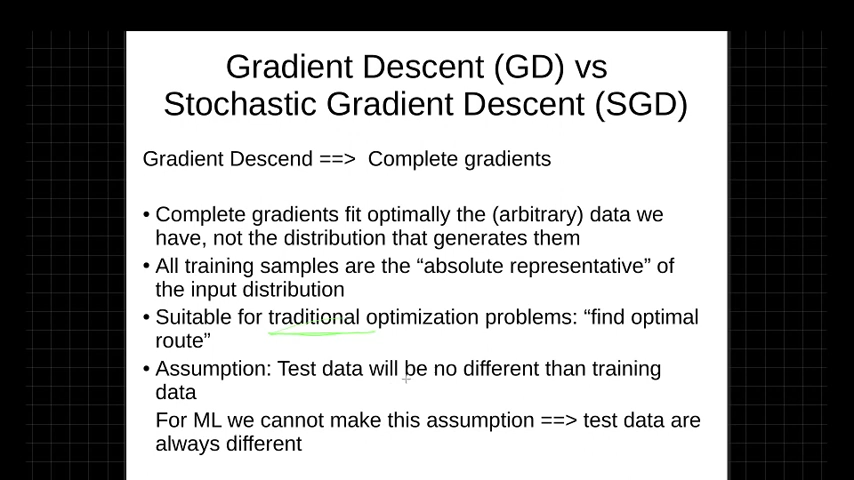 Gradient Descent (GD) vs
Stochastic Gradient Descent (SGD)
Gradient Descend ==> Complete gradients
• Complete gradients fit optimally the (arbitrary) data we
have, not the distribution that generates them
• All training samples are the “absolute representative” of
the input distribution
• Suitable for traditional optimization problems: “find optimal
route”
• Assumption: Test data will be no different than training
data
For ML we cannot make this assumption ==> test data are
always different